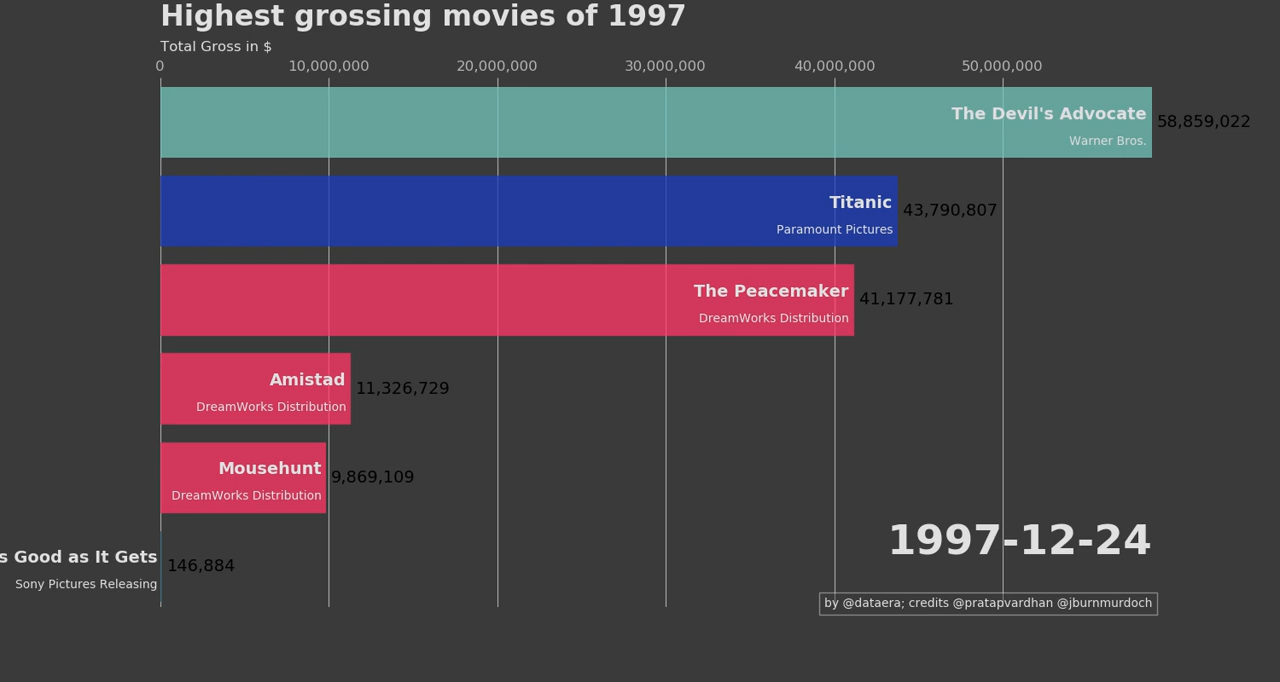 Highest grossing movies of 1997
Total Gross in $
0 10,000,000 20,000,000 30,000,000 40,000,000 50,000,000
The Devil's Advocate
58,859,022
Warner Bros.
Titanic
43,790,807
Paramount Pictures
The Peacemaker
41,177,781
DreamWorks Distribution
Amistad
11,326,729
DreamWorks Distribution
Mousehunt
9,869,109
DreamWorks Distribution
s Good as It Gets
146,884
Sony Pictures Releasing
1997-12-24
by @dataera; credits @pratapvardhan @jburnmurdoch